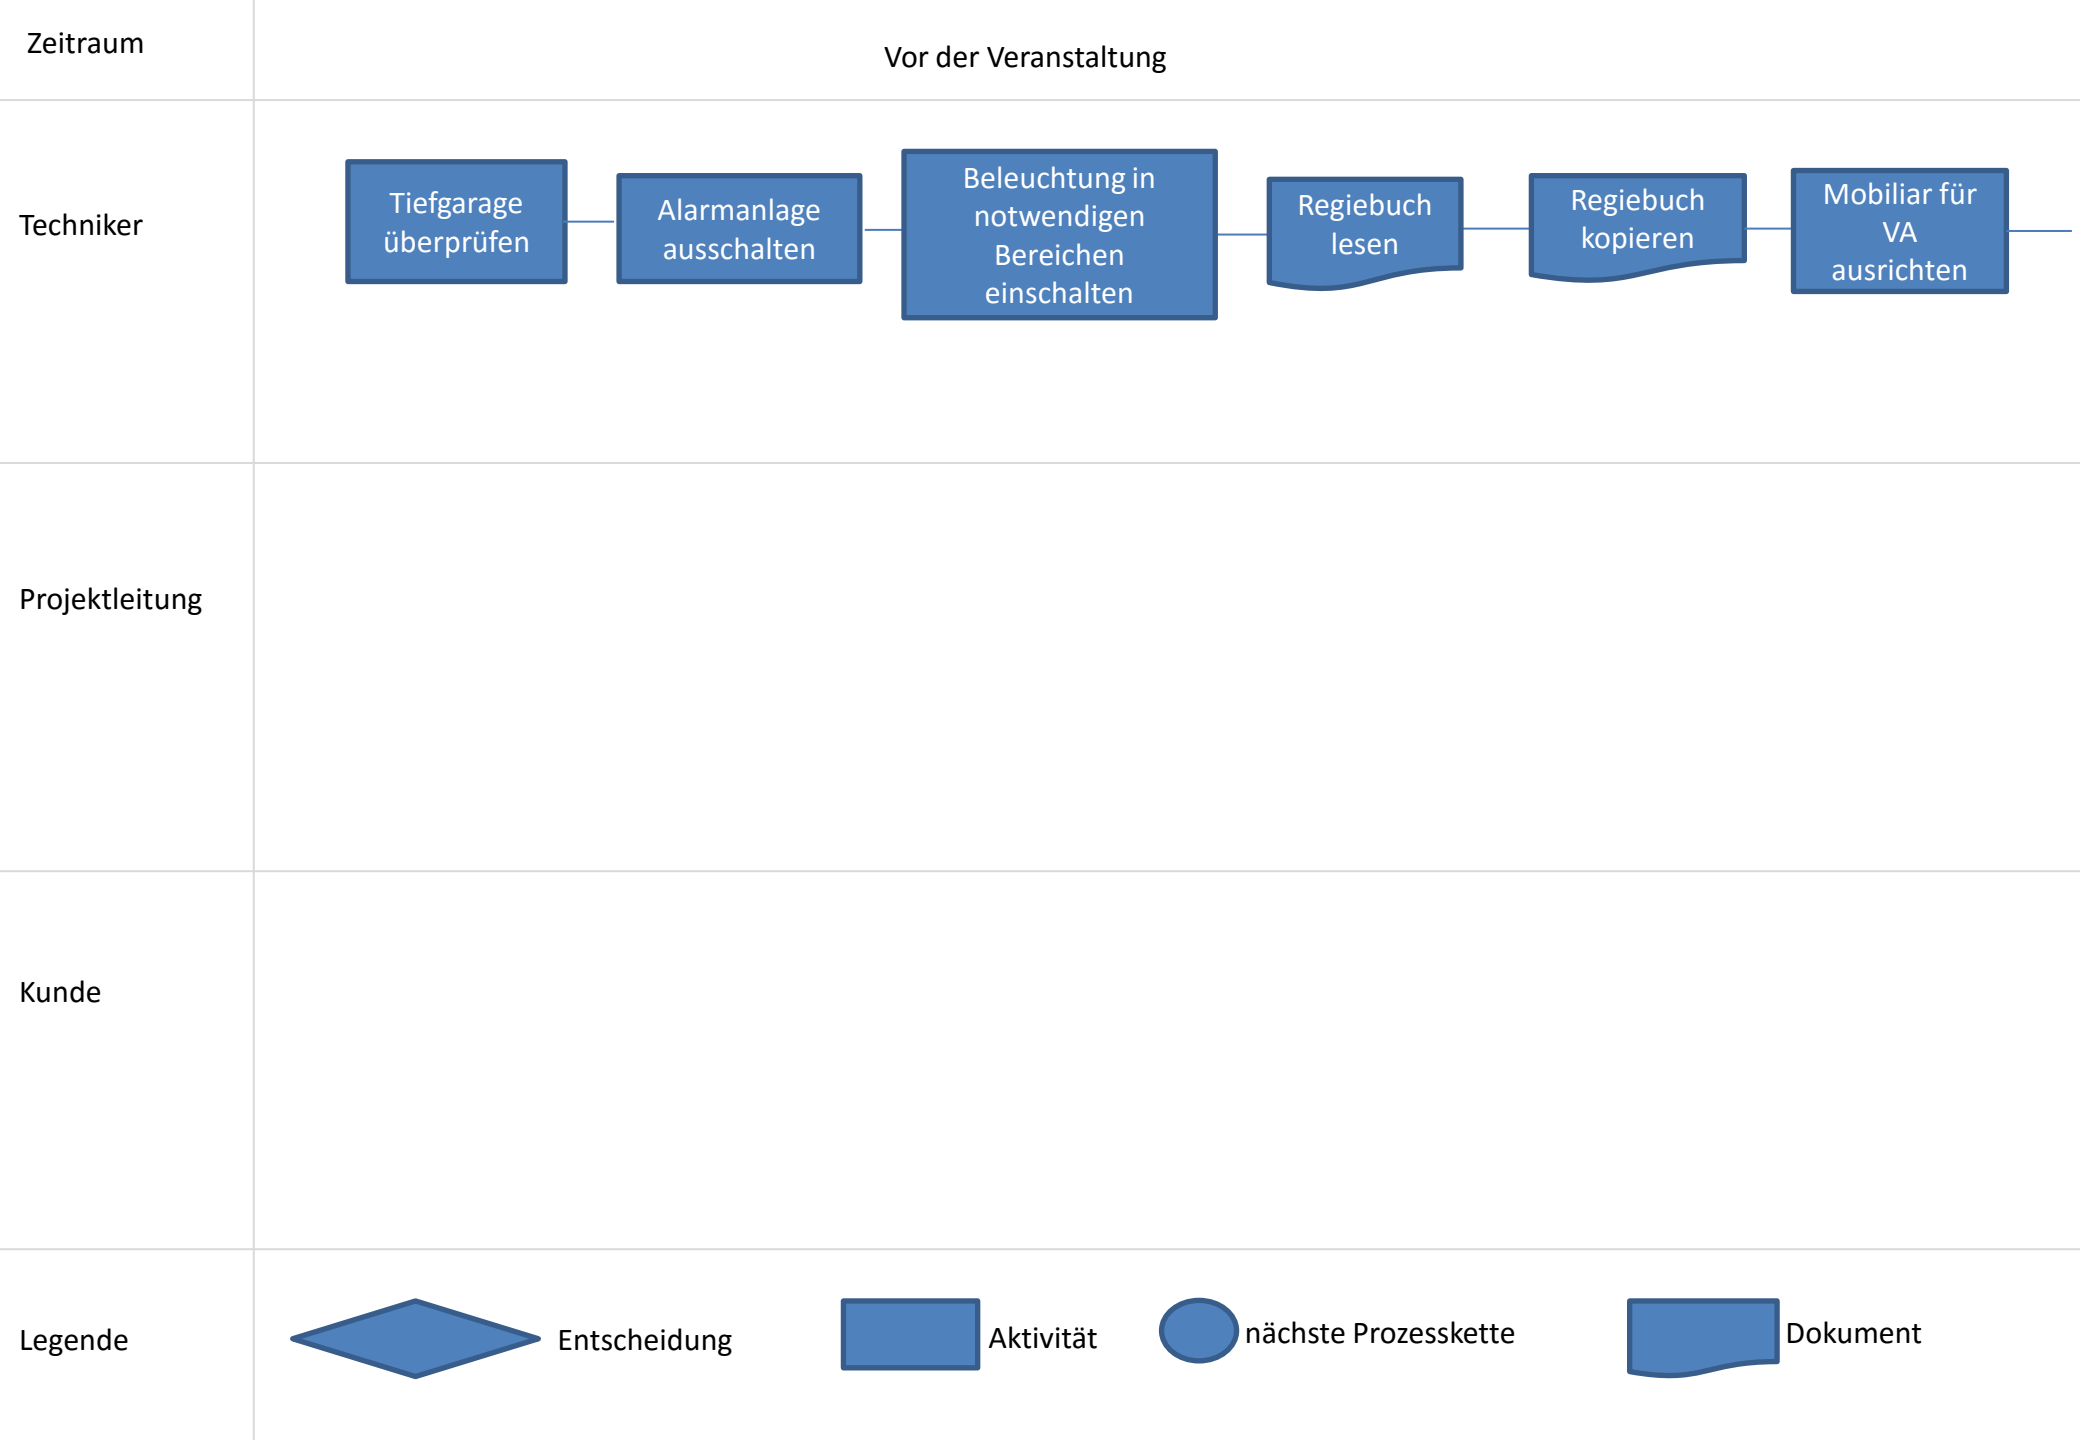 Zeitraum
Vor der Veranstaltung
Techniker
Tiefgarage
überprüfen
Alarmanlage
ausschalten
Beleuchtung in
notwendigen
Bereichen
einschalten
Regiebuch
lesen
Regiebuch
kopieren
Mobiliar für
VA
ausrichten
Projektleitung
Kunde
Legende
Entscheidung
Aktivität
nächste Prozesskette
Dokument